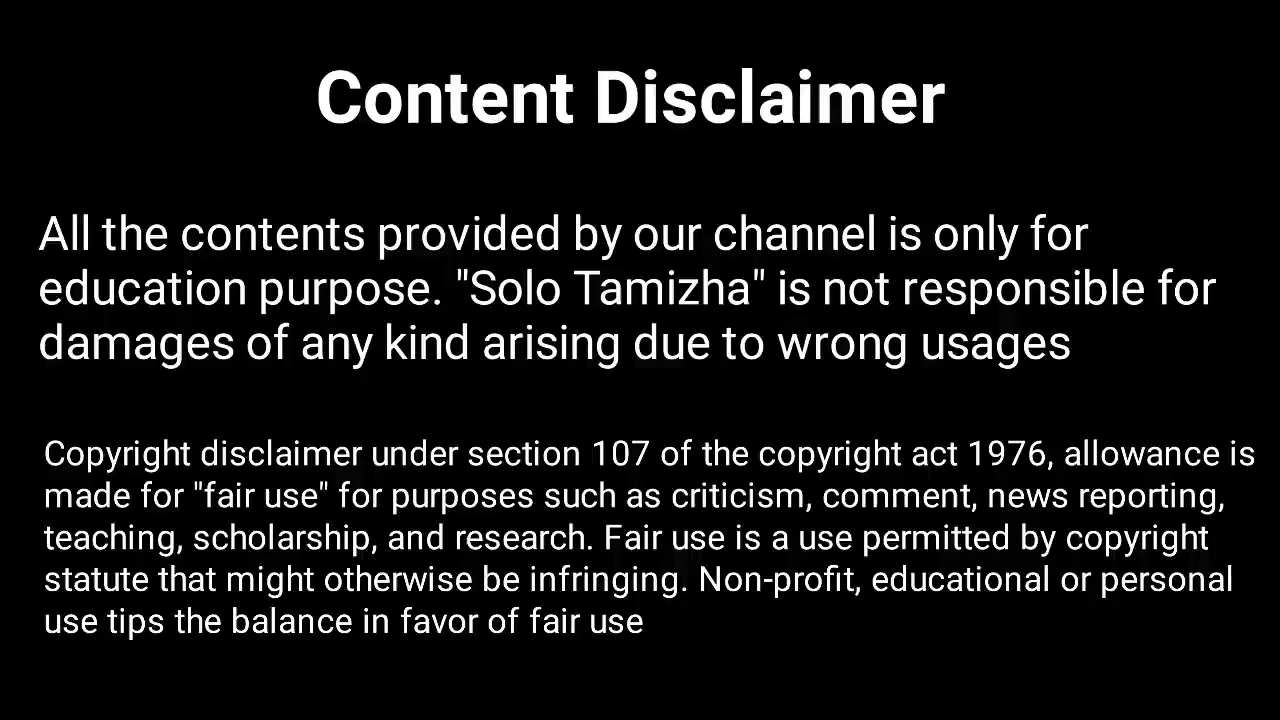 Content Disclaimer
All the contents provided by our channel is only for
education purpose. "Solo Tamizha" is not responsible for
damages of any kind arising due to wrong usages
Copyright disclaimer under section 107 of the copyright act 1976, allowance is
made for "fair use" for purposes such as criticism, comment, news reporting,
teaching, scholarship, and research. Fair use is a use permitted by copyright
statute that might otherwise be infringing. Non-profit, educational or personal
use tips the balance in favor of fair use